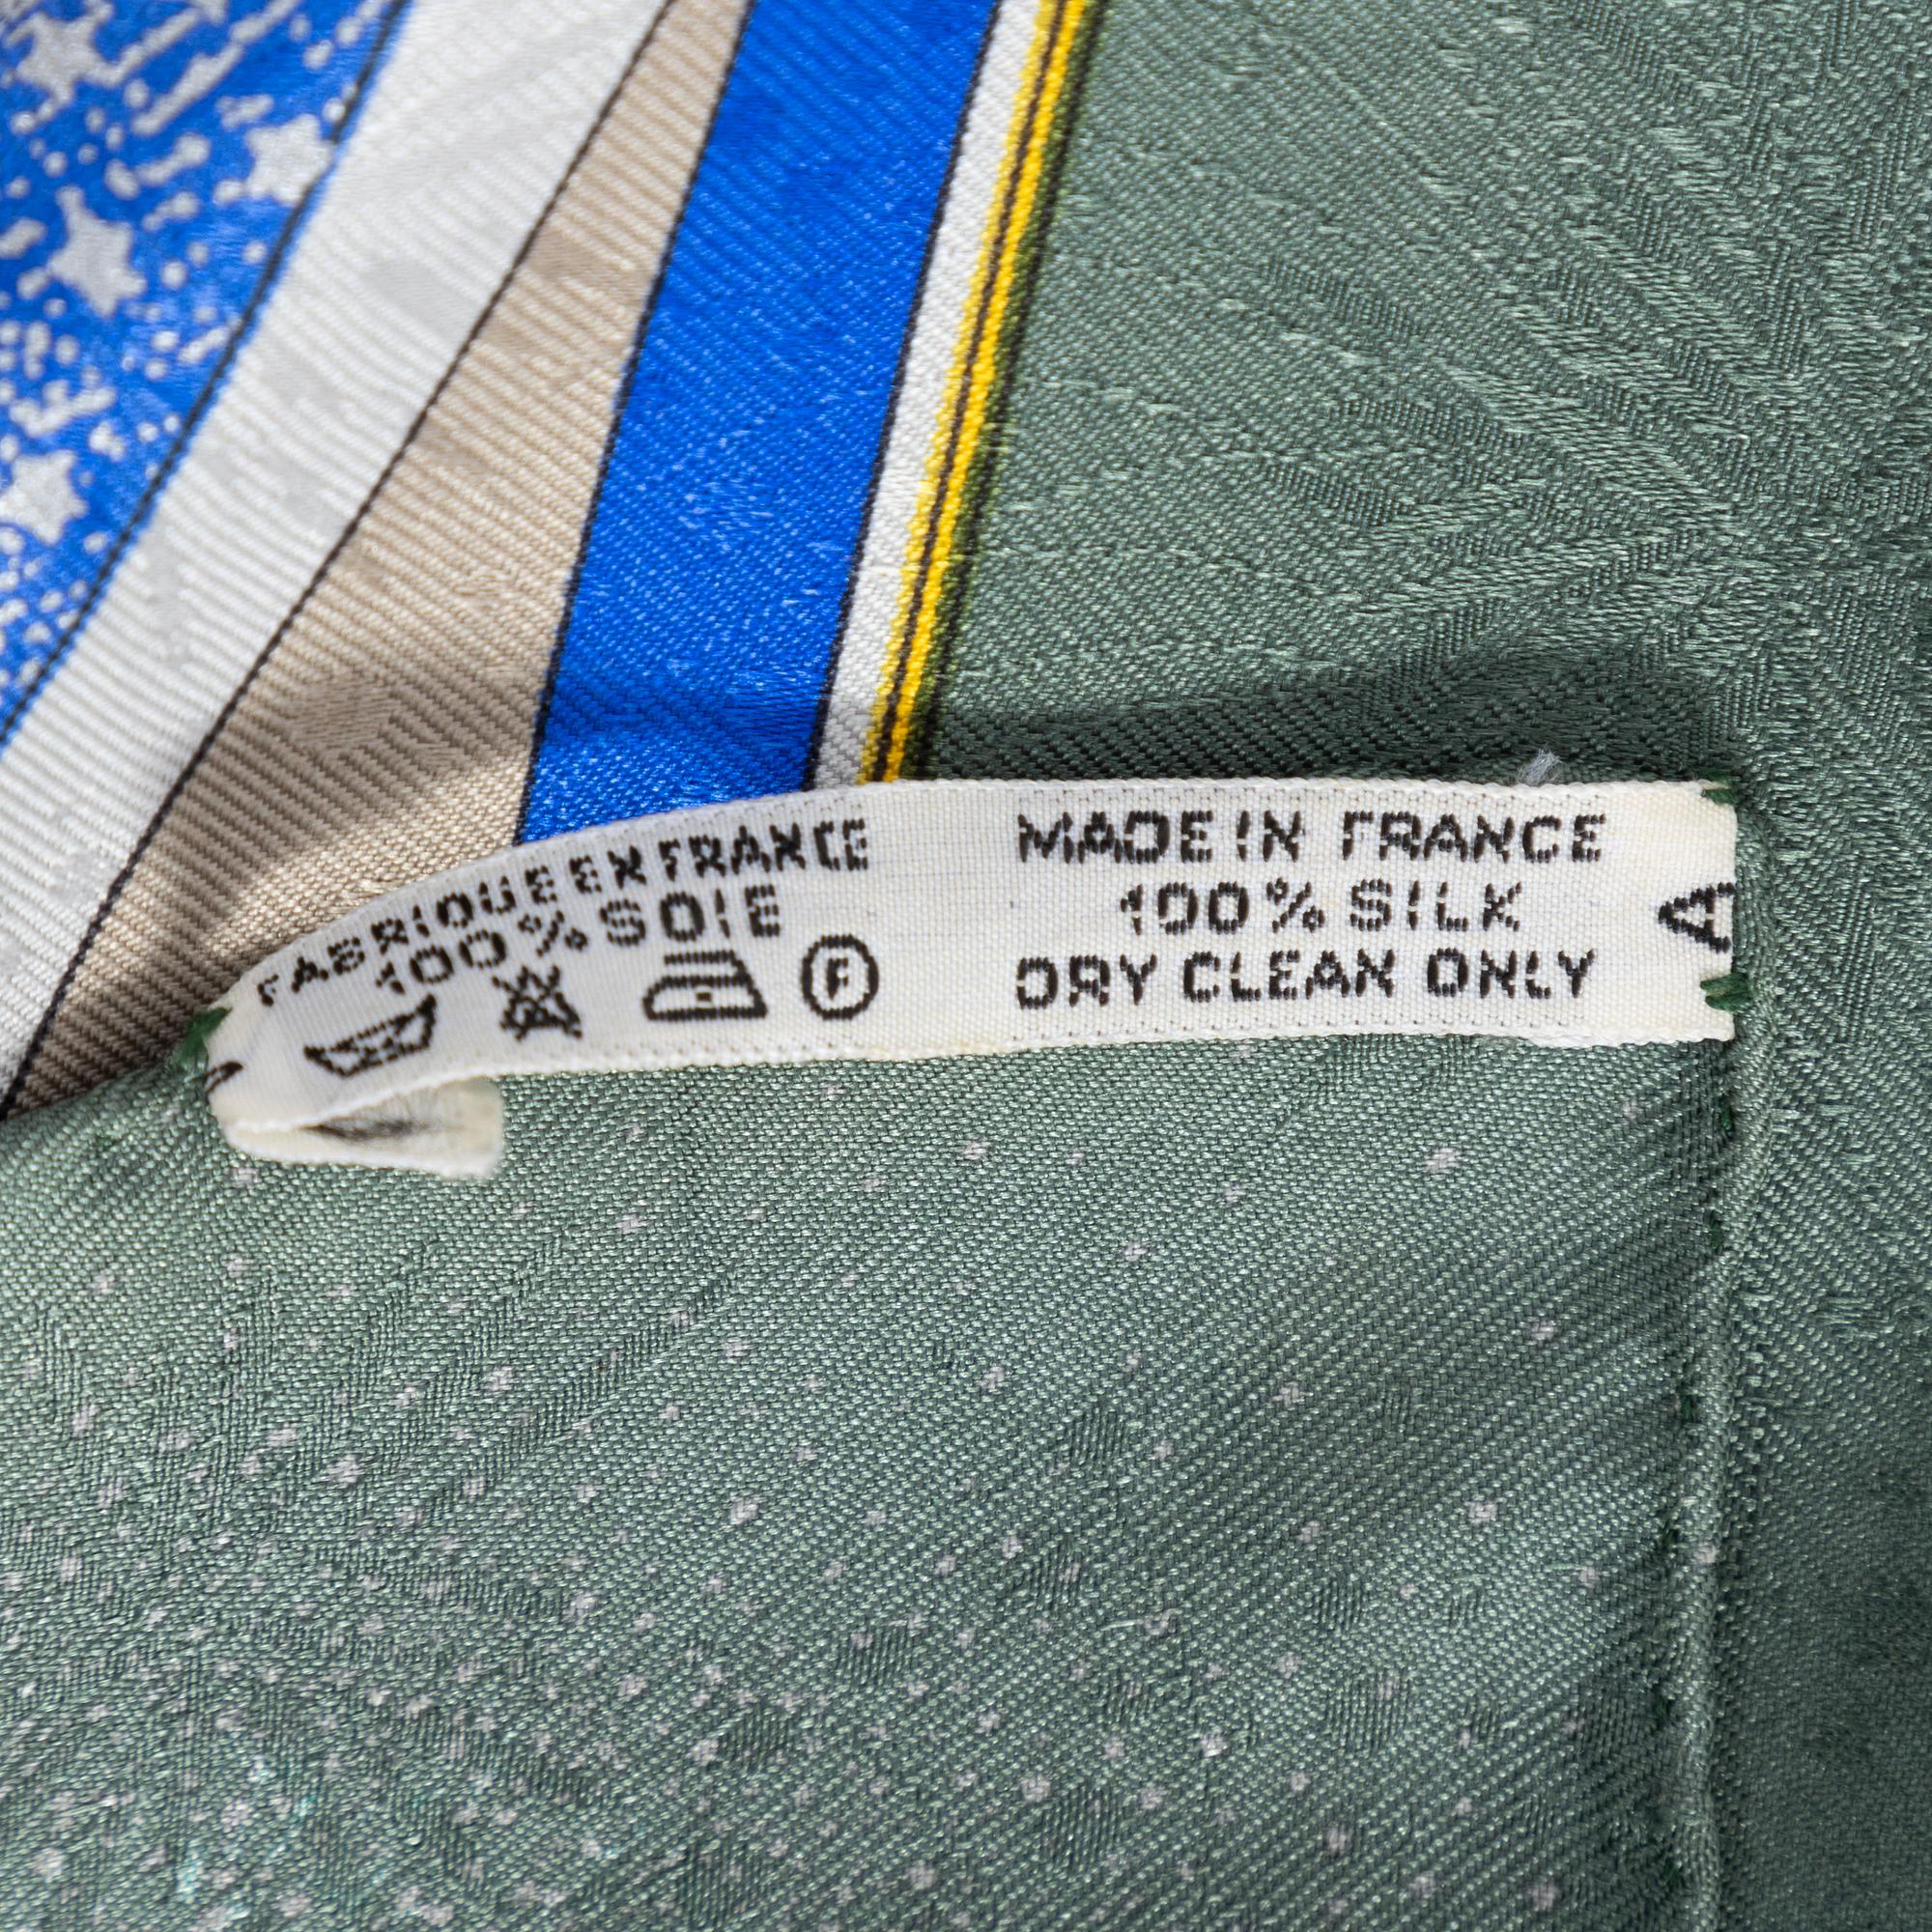 FABRIQUE EN FRANCE
100% SOIE
F
MADE IN FRANCE
100% SILK
DRY CLEAN ONLY
A